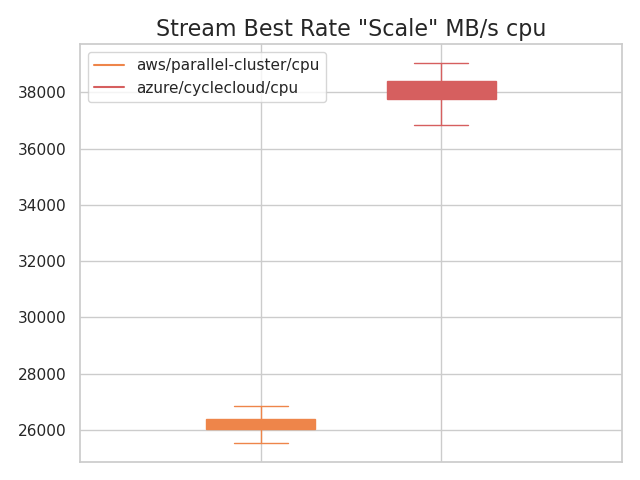 Stream Best Rate "Scale" MB/s cpu
aws/parallel-cluster/cpu
azure/cyclecloud/cpu
38000
36000
34000
32000
30000
28000
26000